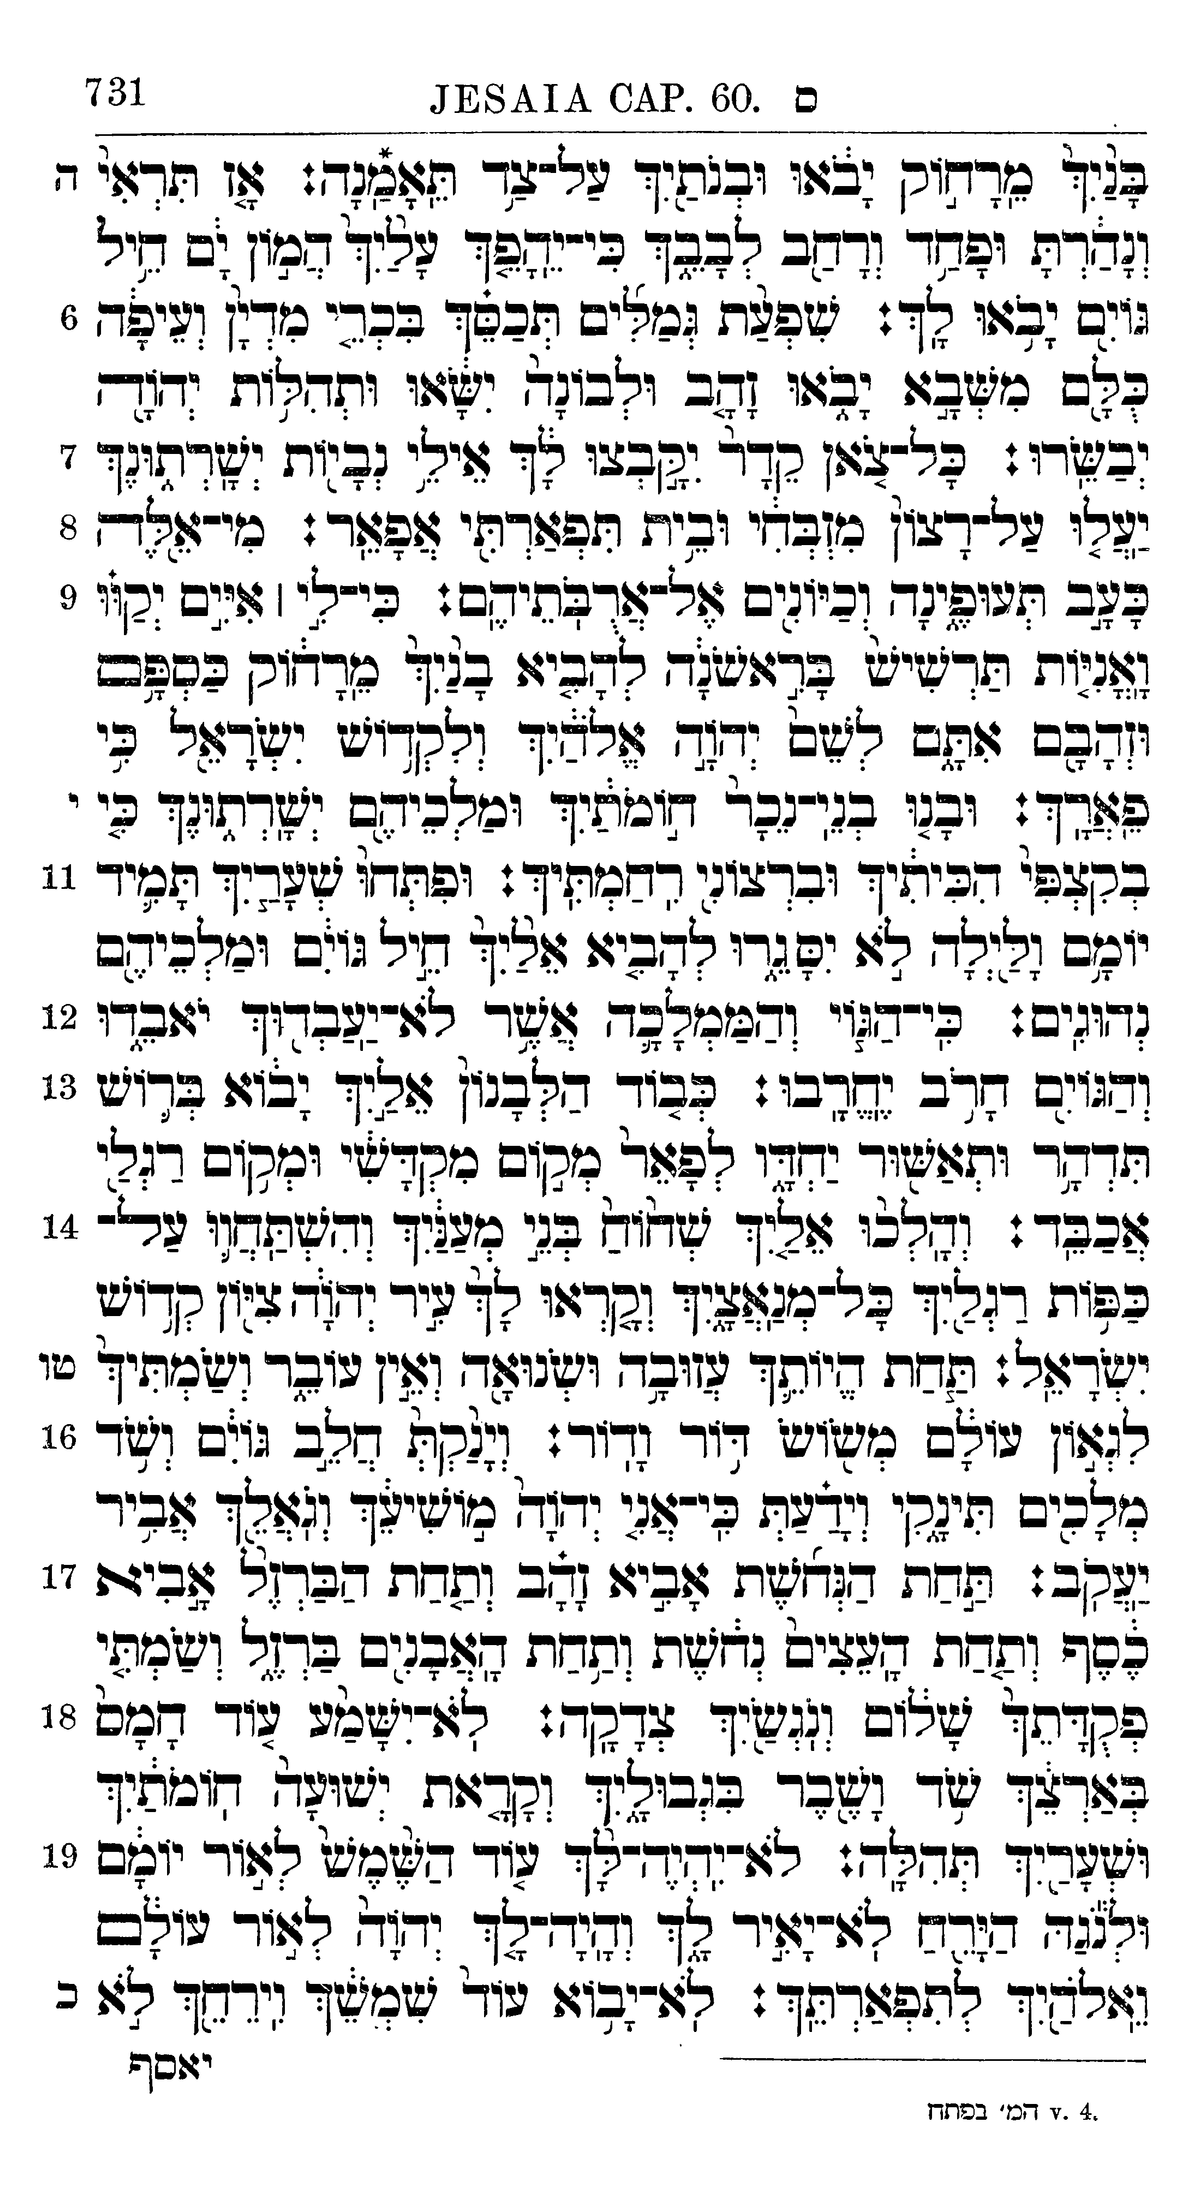 731 JESAIA CAP. 60. ס
בָּנַ֙יִךְ֙ מֵֽרָח֣וֹק יָבֹ֔אוּ וּבְנֹתַ֖יִךְ עַל־צַ֥ד תֵּֽאָמַֽ֯נָה׃ אָ֤ז תִּרְאִי֙ ה
וְנָהַ֔רְתְּ וּפָחַ֥ד וְרָחַ֖ב לְבָבֵ֑ךְ כִּֽי־יֵהָפֵ֤ךְ עָלַ֙יִךְ֙ הֲמ֣וֹן יָ֔ם חֵ֥יל
גּוֹיִ֖ם יָבֹ֥אוּ לָֽךְ׃ שִׁפְעַ֨ת גְּמַלִּ֜ים תְּכַסֵּ֗ךְ בִּכְרֵ֤י מִדְיָן֙ וְעֵיפָ֔ה 6
כֻּלָּ֖ם מִשְּׁבָ֣א יָבֹ֑אוּ זָהָ֤ב וּלְבוֹנָה֙ יִשָּׂ֔אוּ וּתְהִלּ֥וֹת יְהוָֹ֖ה
יְבַשֵּֽׂרוּ׃ כָּל־צֹ֤אן קֵדָר֙ יִקָּ֣בְצוּ לָ֔ךְ אֵילֵ֥י נְבָי֖וֹת יְשָׁרְת֑וּנֶךְ 7
יַֽעֲל֤וּ עַל־רָצוֹן֙ מִזְבְּחִ֔י וּבֵ֥ית תִּפְאַרְתִּ֖י אֲפָאֵֽר׃ מִי־אֵ֖לֶּה 8
כָּעָ֣ב תְּעוּפֶ֑ינָה וְכַיּוֹנִ֖ים אֶל־אֲרֻבֹּֽתֵיהֶֽם׃ כִּי־לִ֣י ׀ אִיִּ֣ים יְקַוּ֗וּ 9
וָֽאֳנִיּ֤וֹת תַּרְשִׁישׁ֙ בָּרִ֣אשֹׁנָ֔ה לְהָבִ֤יא בָנַ֙יִךְ֙ מֵֽרָח֔וֹק כַּסְפָּ֥ם
וּזְהָבָ֖ם אִתָּ֑ם לְשֵׁם֙ יְהוָֹ֣ה אֱלֹהַ֔יִךְ וְלִקְד֥וֹשׁ יִשְׂרָאֵ֖ל כִּ֥י
פֵֽאֲרָֽךְ׃ וּבָנ֤וּ בְנֵֽי־נֵכָר֙ ח֣וֹמֹתַ֔יִךְ וּמַלְכֵיהֶ֖ם יְשָֽׁרְת֑וּנֶךְ כִּ֤י י
בְקִצְפִּי֙ הִכִּיתִ֔יךְ וּבִרְצוֹנִ֖י רִֽחַמְתִּֽיךְ׃ וּפִתְּח֨וּ שְׁעָרַ֧יִךְ תָּמִ֛יד 11
יוֹמָ֥ם וָלַ֖יְלָה לֹ֣א יִסָּגֵ֑רוּ לְהָבִ֤יא אֵלַ֙יִךְ֙ חֵ֣יל גּוֹיִ֔ם וּמַלְכֵיהֶ֖ם
נְהוּגִֽים׃ כִּֽי־הַגּ֧וֹי וְהַמַּמְלָכָ֛ה אֲשֶׁ֥ר לֹא־יַֽעַבְד֖וּךְ יֹאבֵ֑דוּ 12
וְהַגּוֹיִ֖ם חָרֹ֥ב יֶחֱרָֽבוּ׃ כְּב֤וֹד הַלְּבָנוֹן֙ אֵלַ֣יִךְ יָב֔וֹא בְּר֛וֹשׁ 13
תִּדְהָ֥ר וּתְאַשּׁ֖וּר יַחְדָּ֑ו לְפָאֵר֙ מְק֣וֹם מִקְדָּשִׁ֔י וּמְק֥וֹם רַגְלַ֖י
אֲכַבֵּֽד׃ וְהָֽלְכ֨וּ אֵלַ֤יִךְ שְׁח֙וֹחַ֙ בְּנֵ֣י מְעַנַּ֔יִךְ וְהִשְׁתַּֽחֲו֛וּ עַל־ 14
כַּפּ֥וֹת רַגְלַ֖יִךְ כָּל־מְנַֽאֲצָ֑יִךְ וְקָ֤רְאוּ לָךְ֙ עִ֣יר יְהוָֹ֔ה צִיּ֖וֹן קְד֥וֹשׁ
יִשְׂרָאֵֽל׃ תַּ֧חַת הֱיוֹתֵ֛ךְ עֲזוּבָ֥ה וּשְׂנוּאָ֖ה וְאֵ֣ין עוֹבֵ֑ר וְשַׂמְתִּיךְ֙ טו
לִגְא֣וֹן עוֹלָ֔ם מְשׂ֖וֹשׂ דּ֥וֹר וָדֽוֹר׃ וְיָנַ֨קְתְּ֙ חֲלֵ֣ב גּוֹיִ֔ם וְשֹׁ֥ד 16
מְלָכִ֖ים תִּינָ֑קִי וְיָדַ֗עַתְּ כִּֽי־אֲנִ֤י יְהוָֹה֙ מ֣וֹשִׁיעֵ֔ךְ וְגֹֽאֲלֵ֖ךְ אֲבִ֥יר
יַֽעֲקֹֽב׃ תַּ֣חַת הַנְּחֹ֜שֶׁת אָבִ֣יא זָהָ֗ב וְתַ֤חַת הַבַּרְזֶל֙ אָ֣בִיא 17
כֶ֔סֶף וְתַ֤חַת הָֽעֵצִים֙ נְחֹ֔שֶׁת וְתַ֥חַת הָֽאֲבָנִ֖ים בַּרְזֶ֑ל וְשַׂמְתִּ֤י
פְקֻדָּתֵךְ֙ שָׁל֔וֹם וְנֹֽגְשַׂ֖יִךְ צְדָקָֽה׃ לֹֽא־יִשָּׁמַ֨ע ע֤וֹד חָמָס֙ 18
בְּאַרְצֵ֔ךְ שֹׁ֥ד וָשֶׁ֖בֶר בִּגְבוּלָ֑יִךְ וְקָרָ֤את יְשׁוּעָה֙ חֽוֹמֹתַ֔יִךְ
וּשְׁעָרַ֖יִךְ תְּהִלָּֽה׃ לֹא־יִֽהְיֶה־לָּ֨ךְ ע֤וֹד הַשֶּׁ֙מֶשׁ֙ לְא֣וֹר יוֹמָ֔ם 19
וּלְנֹ֕גַהּ הַיָּרֵ֖חַ לֹֽא־יָאִ֣יר לָ֑ךְ וְהָֽיָה־לָ֤ךְ יְהוָֹה֙ לְא֣וֹר עוֹלָ֔ם
וֵֽאלֹהַ֖יִךְ לְתִפְאַרְתֵּֽךְ׃ לֹֽא־יָב֥וֹא עוֹד֙ שִׁמְשֵׁ֔ךְ וִֽירֵחֵ֖ךְ לֹ֣א כ
יאסף
v. 4. המ' בפתח